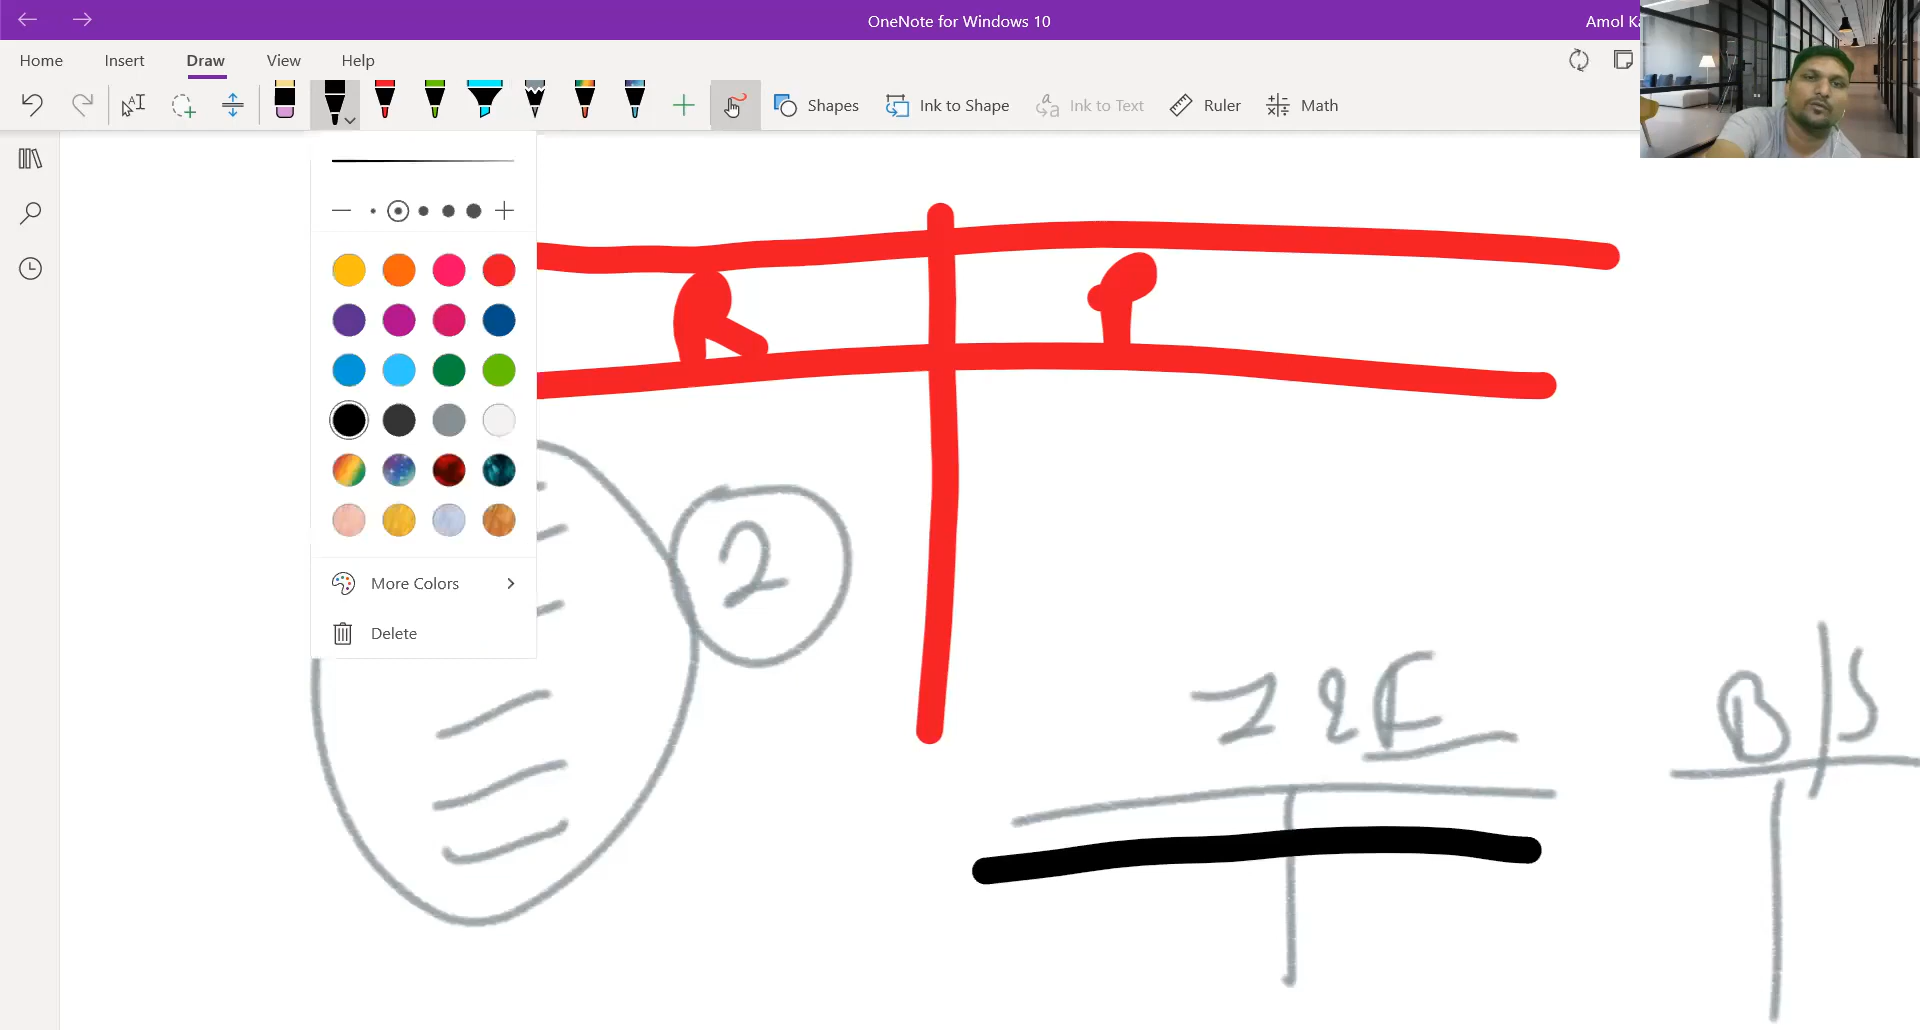 OneNote for Windows 10
Amol Ka
Home Insert Draw View Help
Shapes Ink to Shape Ink to Text Ruler Math
More Colors
Delete
R P
2
I & E
B/S